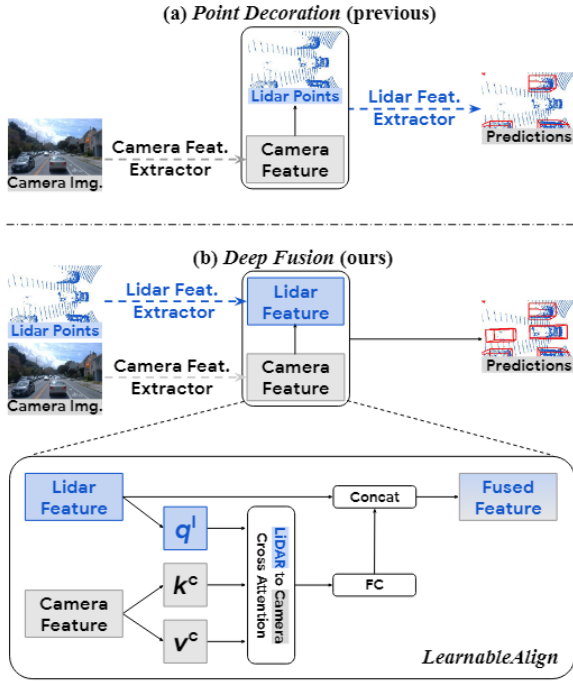 (a) Point Decoration (previous)
Lidar Points
Lidar Feat.
Extractor
Predictions
Camera Img.
Camera Feat.
Extractor
Camera
Feature
(b) Deep Fusion (ours)
Lidar Points
Lidar Feat.
Extractor
Lidar
Feature
Camera Img.
Camera Feat.
Extractor
Camera
Feature
Predictions
Lidar
Feature
q^l
Camera
Feature
k^c
v^c
LiDAR to Camera
Cross Attention
FC
Concat
Fused
Feature
LearnableAlign